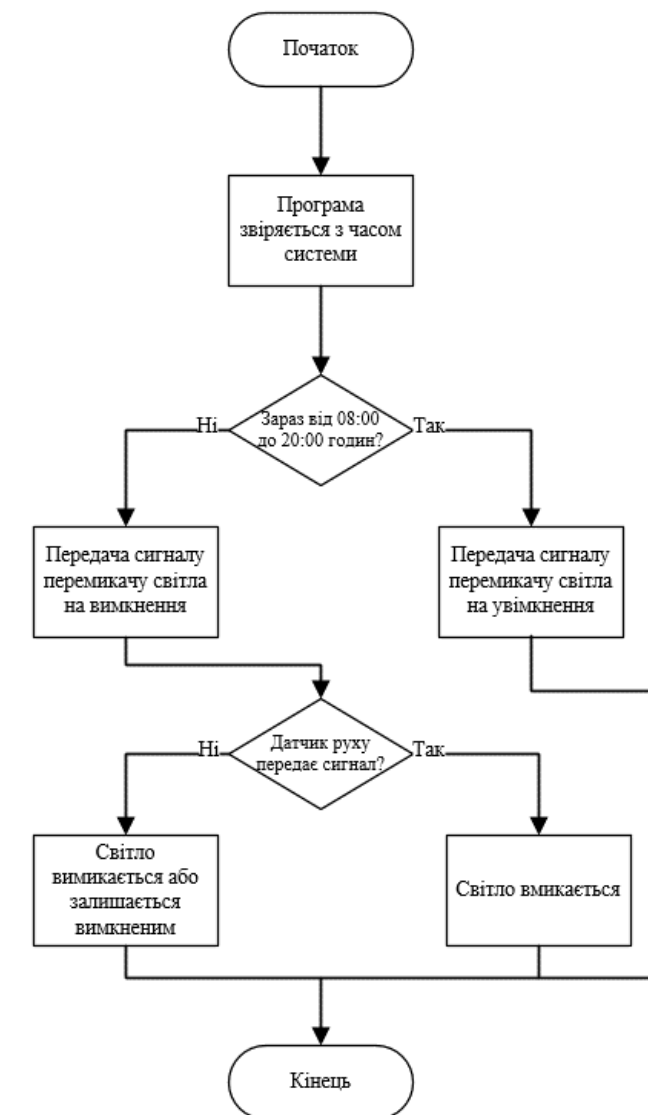 Початок
Програма
звіряється з часом
системи
Ні
Зараз від 08:00
до 20:00 годин?
Так
Передача сигналу
перемикачу світла
на вимкнення
Передача сигналу
перемикачу світла
на увімкнення
Ні
Датчик руху
передає сигнал?
Так
Світло
вимикається або
залишається
вимкненим
Світло вмикається
Кінець